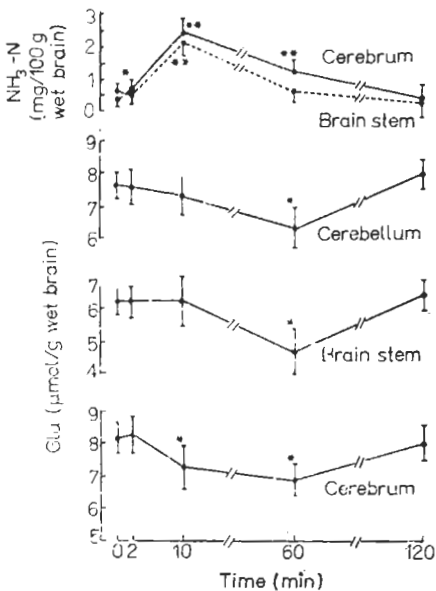 NH₃-N
(mg/100g
wet brain)
3
2
1
0
*
**
**
**
Cerebrum
Brain stem
Glu (μmol/g wet brain)
9
8
7
6
*
Cerebellum
7
6
5
4
*
Brain stem
9
8
7
6
5
*
*
Cerebrum
0 2 10 60 120
Time (min)